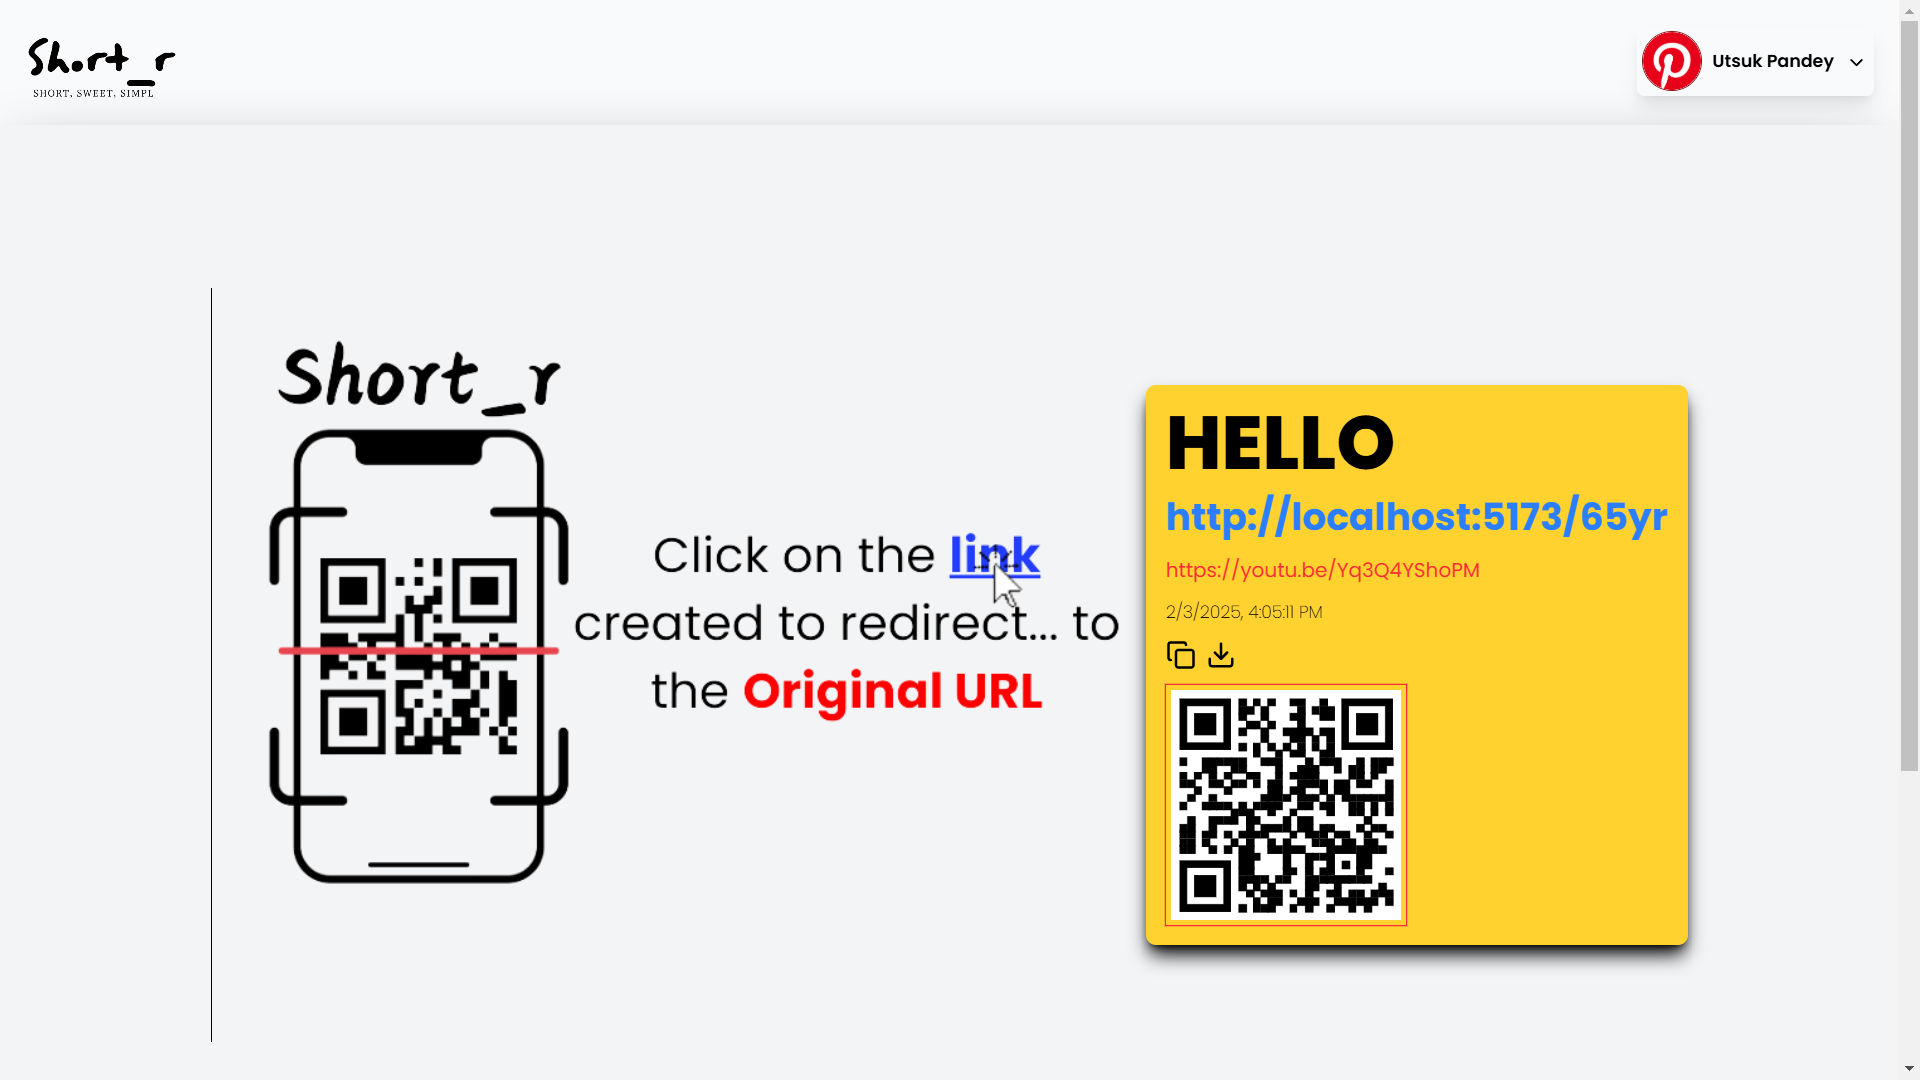 Short_r
SHORT, SWEET, SIMPL
Utsuk Pandey
Short_r
Click on the link
created to redirect... to
the Original URL
HELLO
http://localhost:5173/65yr
https://youtu.be/Yq3Q4YShoPM
2/3/2025, 4:05:11 PM